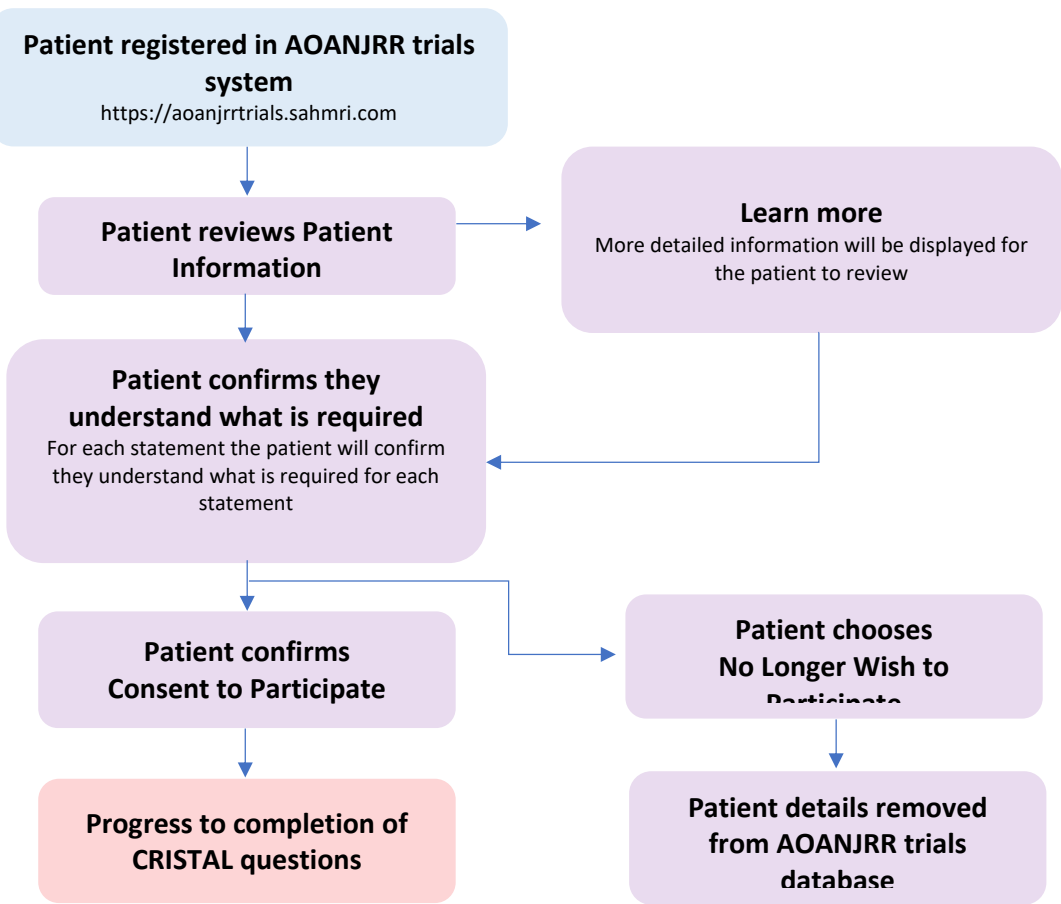 Patient registered in AOANJRR trials
system
https://aoanjrrtrials.sahmri.com
Patient reviews Patient
Information
Learn more
More detailed information will be displayed for
the patient to review
Patient confirms they
understand what is required
For each statement the patient will confirm
they understand what is required for each
statement
Patient confirms
Consent to Participate
Patient chooses
No Longer Wish to
Participate
Progress to completion of
CRISTAL questions
Patient details removed
from AOANJRR trials
database